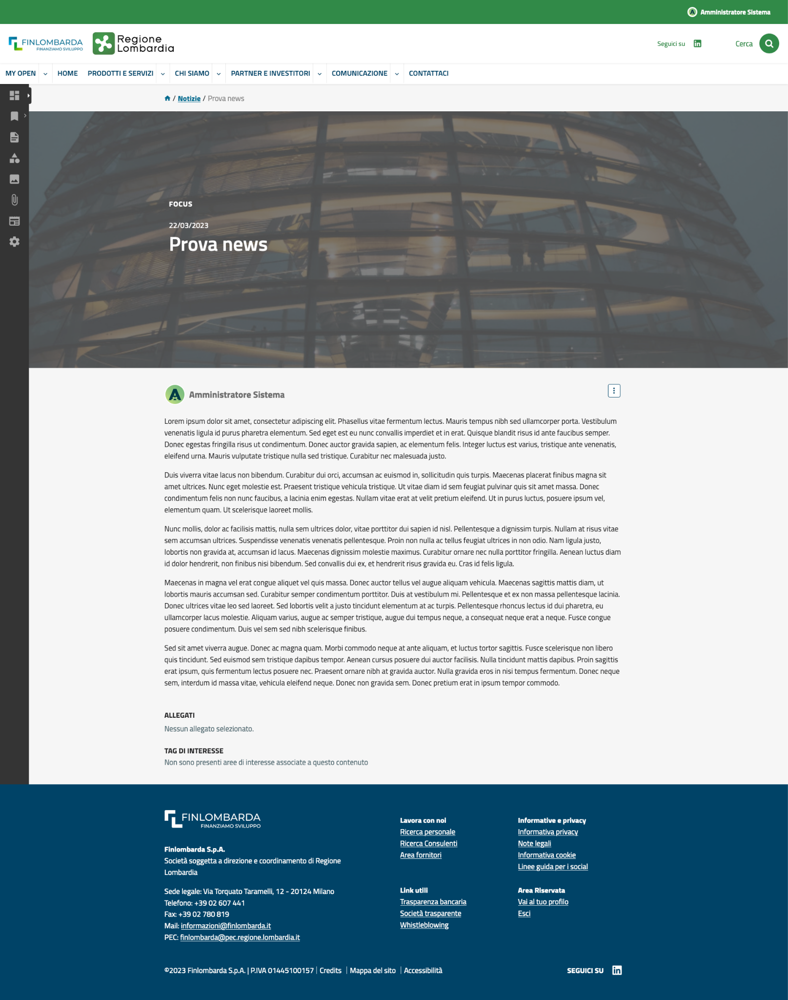 Amministratore Sistema
FINLOMBARDA
FINANZIAMO SVILUPPO
Regione
Lombardia
Seguici su
Cerca
MY OPEN HOME PRODOTTI E SERVIZI CHI SIAMO PARTNER E INVESTITORI COMUNICAZIONE CONTATTACI
/ Notizie / Prova news
FOCUS
22/03/2023
Prova news
Amministratore Sistema
Lorem ipsum dolor sit amet, consectetur adipiscing elit. Phasellus vitae fermentum lectus. Mauris tempus nibh sed ullamcorper porta. Vestibulum
venenatis ligula id purus pharetra elementum. Sed eget est eu nunc convallis imperdiet et in erat. Quisque blandit risus id ante faucibus semper.
Donec egestas fringilla risus ut condimentum. Donec auctor gravida sapien, ac elementum felis. Integer luctus est varius, tristique ante venenatis,
eleifend urna. Mauris vulputate tristique nulla sed tristique. Curabitur nec malesuada justo.
Duis viverra vitae lacus non bibendum. Curabitur dui orci, accumsan ac euismod in, sollicitudin quis turpis. Maecenas placerat finibus magna sit
amet ultrices. Nunc eget molestie est. Praesent tristique vehicula tristique. Ut vitae diam id sem feugiat pulvinar quis sit amet massa. Donec
condimentum felis non nunc faucibus, a lacinia enim egestas. Nullam vitae erat at velit pretium eleifend. Ut in purus luctus, posuere ipsum vel,
elementum quam. Ut scelerisque laoreet mollis.
Nunc mollis, dolor ac facilisis mattis, nulla sem ultrices dolor, vitae porttitor dui sapien id nisl. Pellentesque a dignissim turpis. Nullam at risus vitae
sem accumsan ultrices. Suspendisse venenatis venenatis pellentesque. Proin non nulla ac tellus feugiat ultrices in non odio. Nam ligula justo,
lobortis non gravida at, accumsan id lacus. Maecenas dignissim molestie maximus. Curabitur ornare nec nulla porttitor fringilla. Aenean luctus diam
id dolor hendrerit, non finibus nisi bibendum. Sed convallis dui ex, et hendrerit risus gravida eu. Cras id felis ligula.
Maecenas in magna vel erat congue aliquet vel quis massa. Donec auctor tellus vel augue aliquam vehicula. Maecenas sagittis mattis diam, ut
lobortis mauris accumsan sed. Curabitur semper condimentum porttitor. Duis at vestibulum mi. Pellentesque et ex non massa pellentesque lacinia.
Donec ultrices vitae leo sed laoreet. Sed lobortis velit a justo tincidunt elementum at ac turpis. Pellentesque rhoncus lectus id dui pharetra, eu
ullamcorper lacus molestie. Aliquam varius, augue ac semper tristique, augue dui tempus neque, a consequat neque erat a neque. Fusce congue
posuere condimentum. Duis vel sem sed nibh scelerisque finibus.
Sed sit amet viverra augue. Donec ac magna quam. Morbi commodo neque at ante aliquam, et luctus tortor sagittis. Fusce scelerisque non libero
quis tincidunt. Sed euismod sem tristique dapibus tempor. Aenean cursus posuere dui auctor facilisis. Nulla tincidunt mattis dapibus. Proin sagittis
erat ipsum, quis fermentum lectus posuere nec. Praesent ornare nibh at gravida auctor. Nulla gravida eros in nisi tempus fermentum. Donec neque
sem, interdum id massa vitae, vehicula eleifend neque. Donec non gravida sem. Donec pretium erat in ipsum tempor commodo.
ALLEGATI
Nessun allegato selezionato.
TAG DI INTERESSE
Non sono presenti aree di interesse associate a questo contenuto
FINLOMBARDA
FINANZIAMO SVILUPPO
Finlombarda S.p.A.
Società soggetta a direzione e coordinamento di Regione
Lombardia
Sede legale: Via Torquato Taramelli, 12 - 20124 Milano
Telefono: +39 02 607 441
Fax: +39 02 780 819
Mail: informazioni@finlombarda.it
PEC: finlombarda@pec.regione.lombardia.it
Lavora con noi
Ricerca personale
Ricerca Consulenti
Area fornitori
Informative e privacy
Informativa privacy
Note legali
Informativa cookie
Linee guida per i social
Link utili
Trasparenza bancaria
Società trasparente
Whistleblowing
Area Riservata
Vai al tuo profilo
Esci
©2023 Finlombarda S.p.A. | P.IVA 01445100157 | Credits | Mappa del sito | Accessibilità
SEGUICI SU